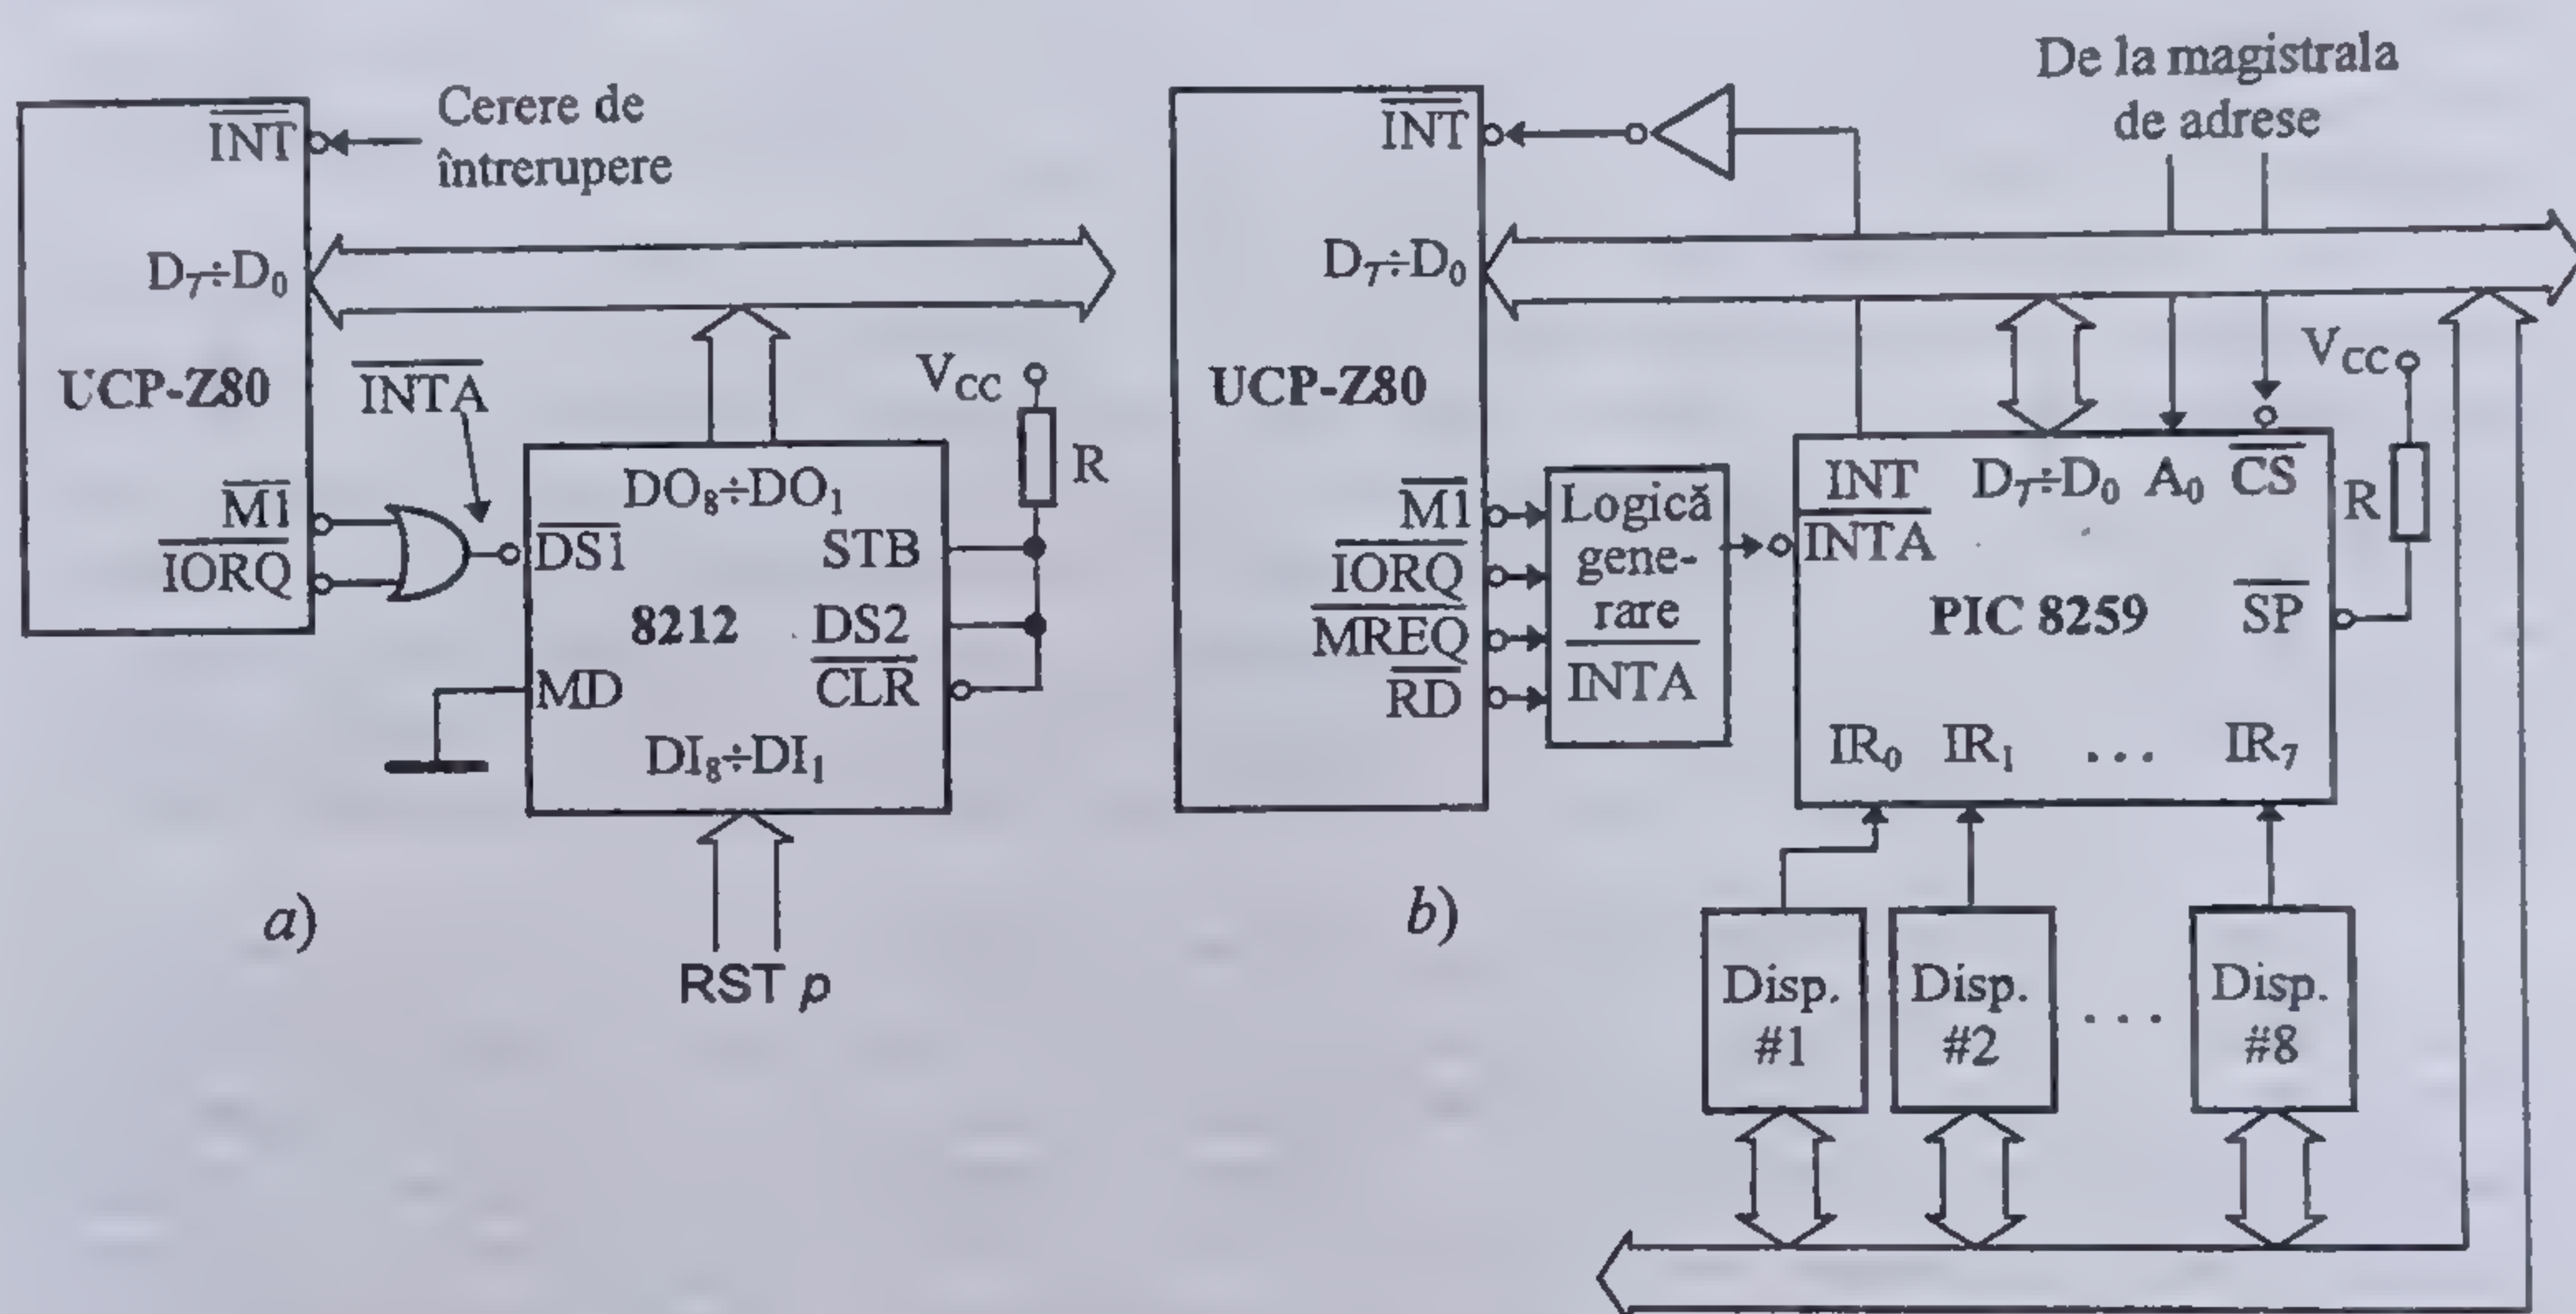 Cerere de
întrerupere
INT
D₇÷D₀
UCP-Z80
INTA
M1
IORQ
V_CC
R
DO₈÷DO₁
DS1
STB
8212
DS2
CLR
MD
DI₈÷DI₁
RST p
a)
De la magistrala
de adrese
INT
D₇÷D₀
UCP-Z80
M1
IORQ
MREQ
RD
Logică
gene-
rare
INTA
INT
D₇÷D₀
A₀
CS
INTA
V_CC
R
PIC 8259
SP
IR₀ IR₁ ... IR₇
b)
Disp.
#1
Disp.
#2
...
Disp.
#8